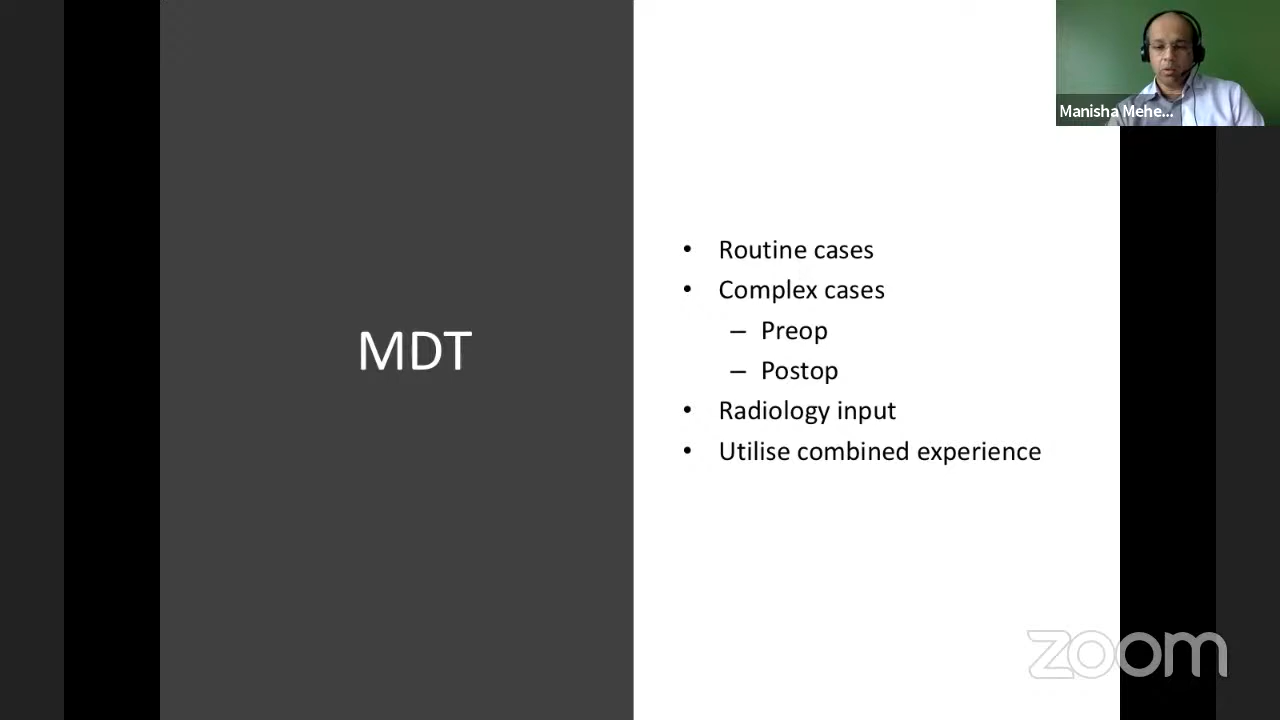 Manisha Mehe...
MDT
• Routine cases
• Complex cases
– Preop
– Postop
• Radiology input
• Utilise combined experience
zoom